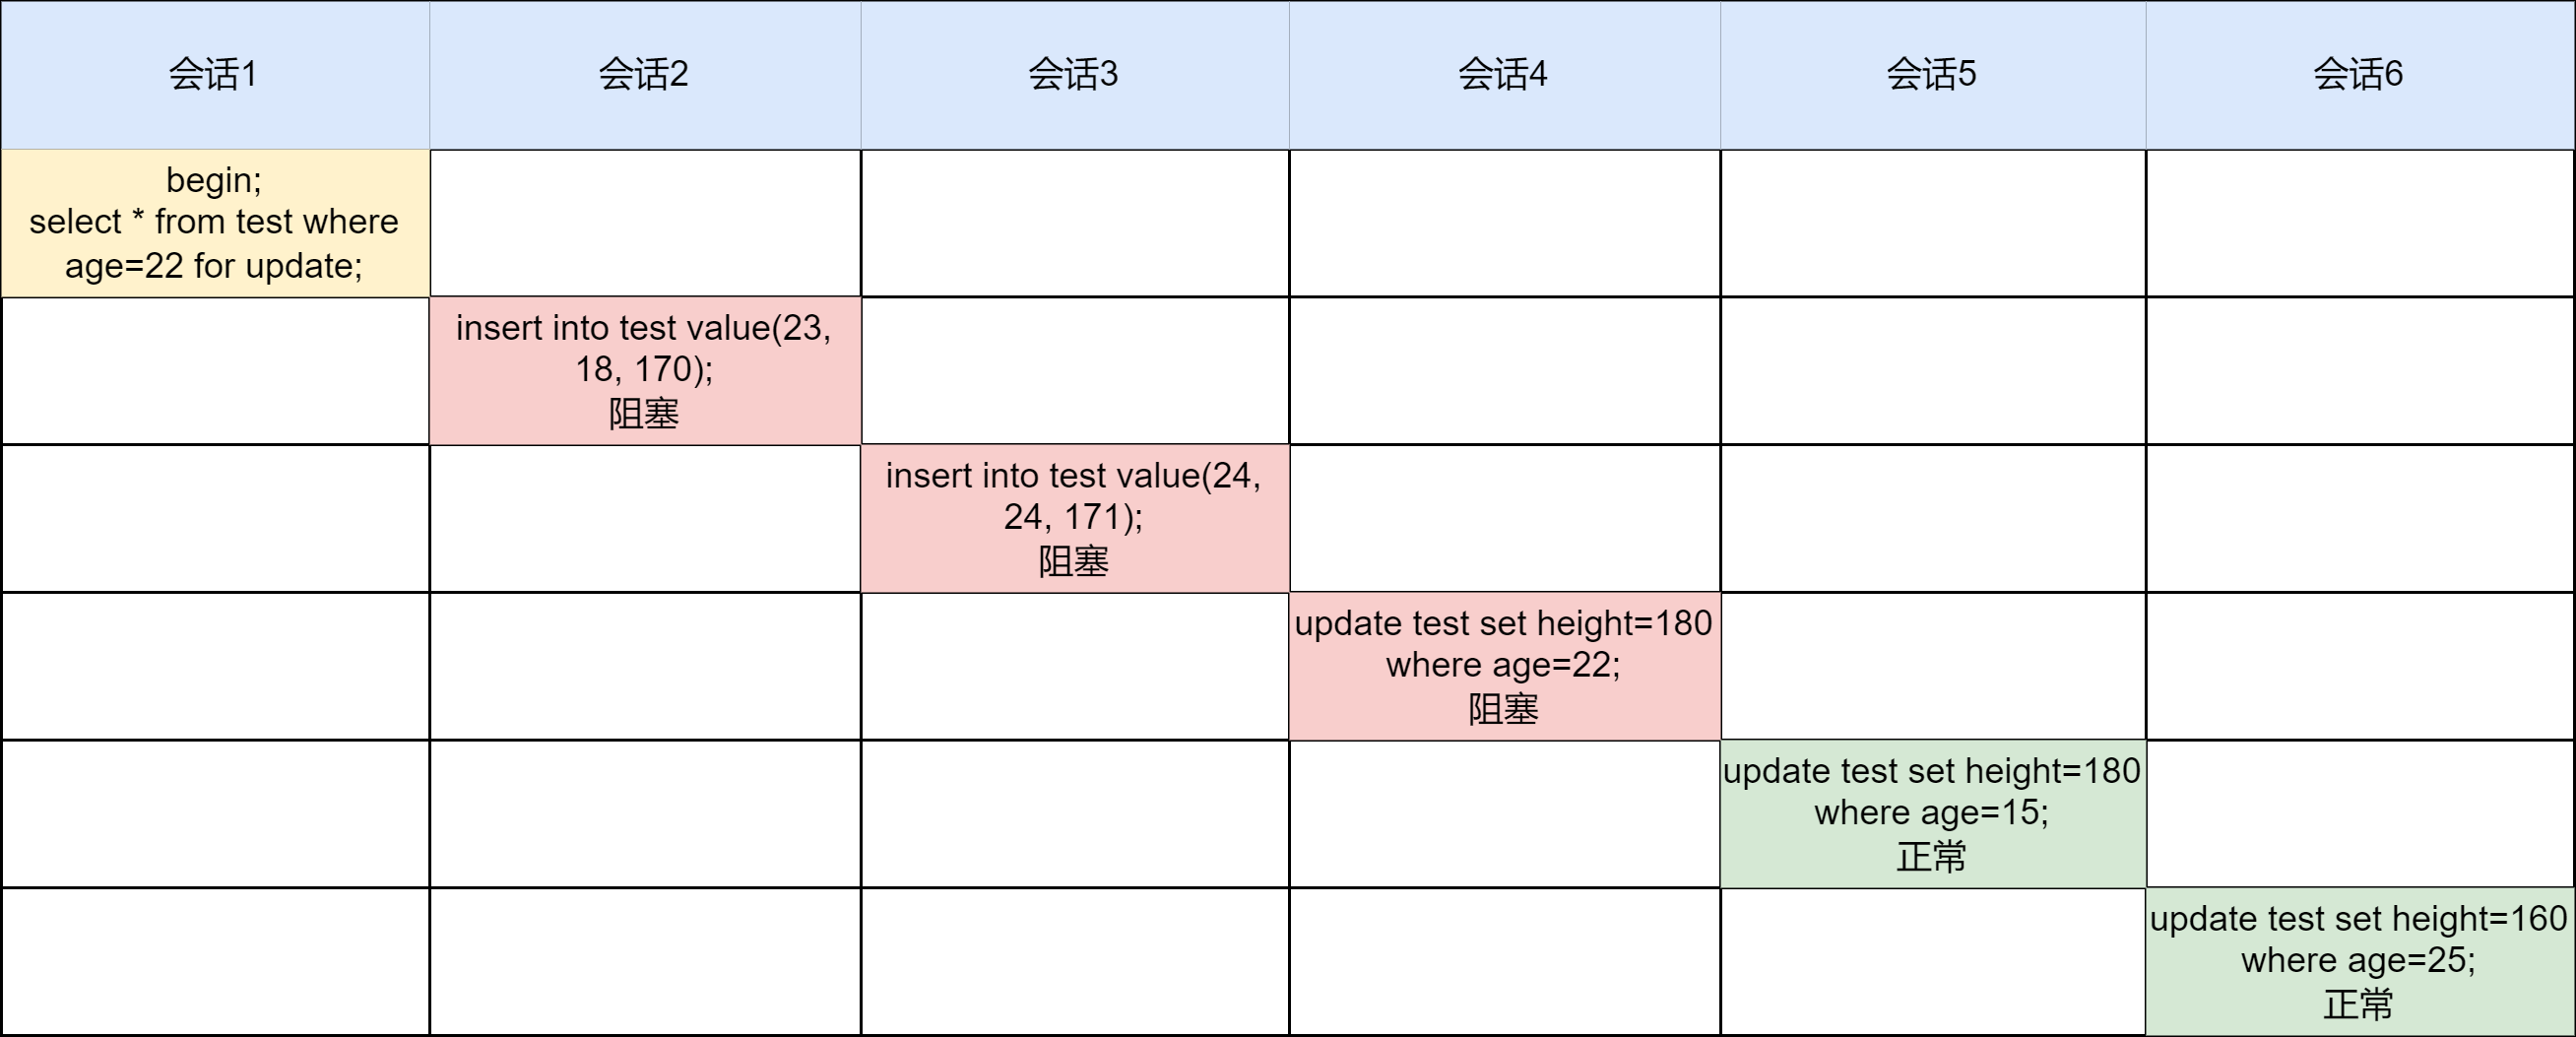 会话1
会话2
会话3
会话4
会话5
会话6
begin;
select * from test where
age=22 for update;
insert into test value(23,
18, 170);
阻塞
insert into test value(24,
24, 171);
阻塞
update test set height=180
where age=22;
阻塞
update test set height=180
where age=15;
正常
update test set height=160
where age=25;
正常